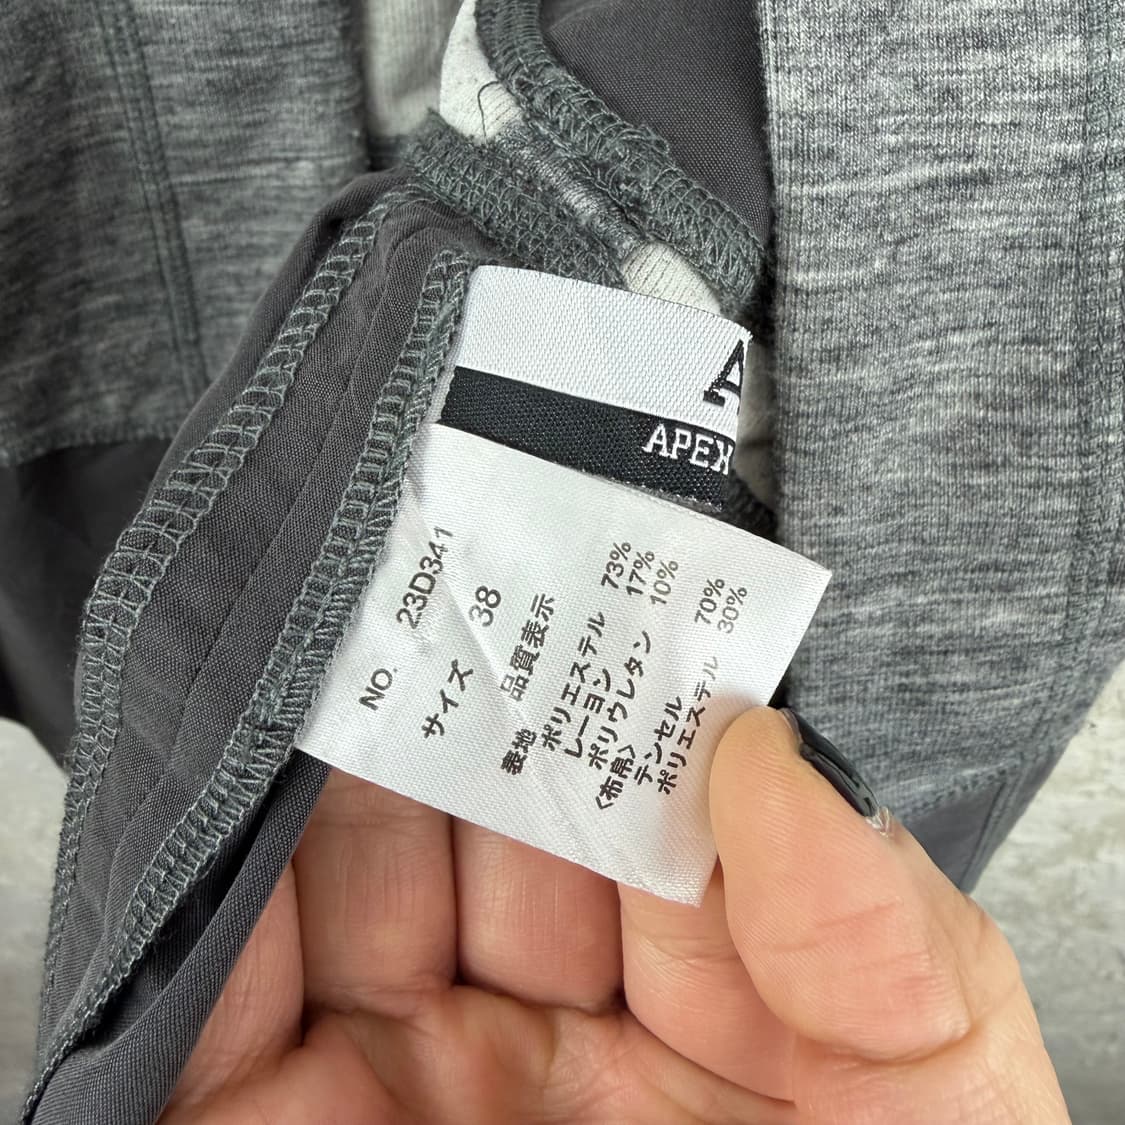 A
APEX
NO. 23D341
サイズ 38
品質表示
表地
ポリエステル 73%
レーヨン 17%
ポリウレタン 10%
<布帛>
テンセル 70%
ポリエステル 30%